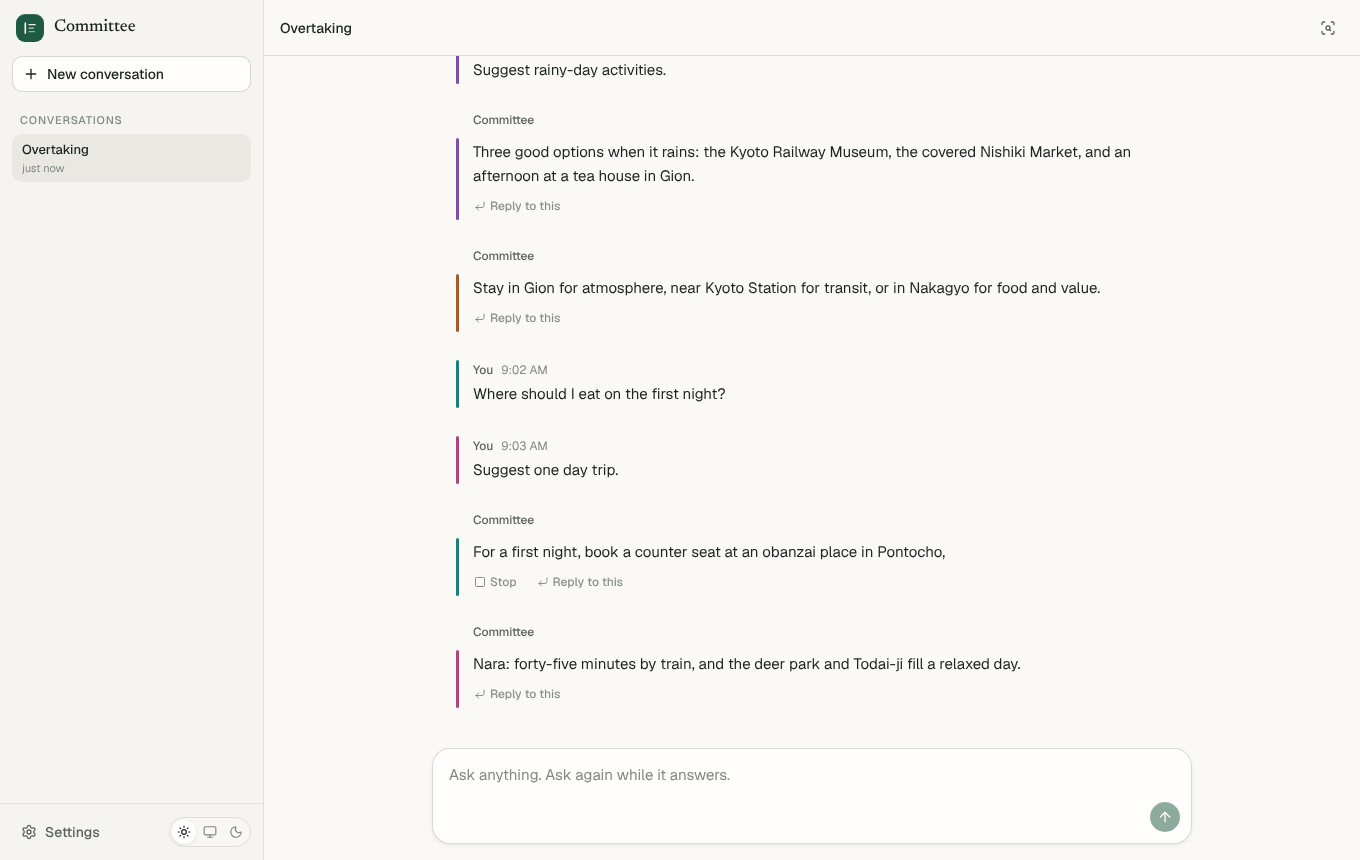 Committee
New conversation
CONVERSATIONS
Overtaking
just now
Settings
Overtaking
Suggest rainy-day activities.
Committee
Three good options when it rains: the Kyoto Railway Museum, the covered Nishiki Market, and an
afternoon at a tea house in Gion.
Reply to this
Committee
Stay in Gion for atmosphere, near Kyoto Station for transit, or in Nakagyo for food and value.
Reply to this
You 9:02 AM
Where should I eat on the first night?
You 9:03 AM
Suggest one day trip.
Committee
For a first night, book a counter seat at an obanzai place in Pontocho,
Stop Reply to this
Committee
Nara: forty-five minutes by train, and the deer park and Todai-ji fill a relaxed day.
Reply to this
Ask anything. Ask again while it answers.